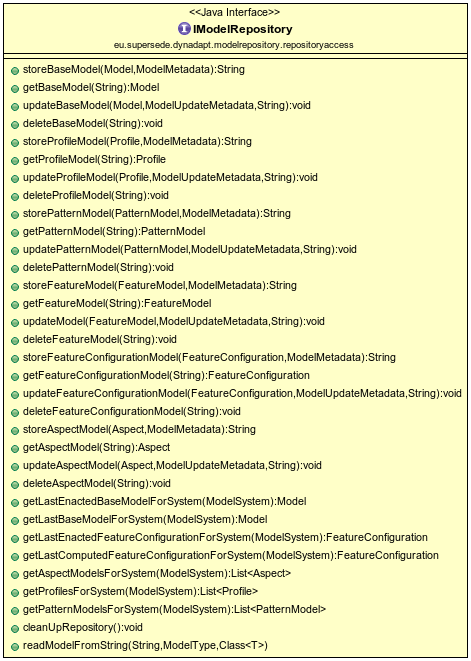 <<Java Interface>>
IModelRepository
eu.supersede.dynadapt.modelrepository.repositoryaccess
storeBaseModel(Model,ModelMetadata):String
getBaseModel(String):Model
updateBaseModel(Model,ModelUpdateMetadata,String):void
deleteBaseModel(String):void
storeProfileModel(Profile,ModelMetadata):String
getProfileModel(String):Profile
updateProfileModel(Profile,ModelUpdateMetadata,String):void
deleteProfileModel(String):void
storePatternModel(PatternModel,ModelMetadata):String
getPatternModel(String):PatternModel
updatePatternModel(PatternModel,ModelUpdateMetadata,String):void
deletePatternModel(String):void
storeFeatureModel(FeatureModel,ModelMetadata):String
getFeatureModel(String):FeatureModel
updateModel(FeatureModel,ModelUpdateMetadata,String):void
deleteFeatureModel(String):void
storeFeatureConfigurationModel(FeatureConfiguration,ModelMetadata):String
getFeatureConfigurationModel(String):FeatureConfiguration
updateFeatureConfigurationModel(FeatureConfiguration,ModelUpdateMetadata,String):void
deleteFeatureConfigurationModel(String):void
storeAspectModel(Aspect,ModelMetadata):String
getAspectModel(String):Aspect
updateAspectModel(Aspect,ModelUpdateMetadata,String):void
deleteAspectModel(String):void
getLastEnactedBaseModelForSystem(ModelSystem):Model
getLastBaseModelForSystem(ModelSystem):Model
getLastEnactedFeatureConfigurationForSystem(ModelSystem):FeatureConfiguration
getLastComputedFeatureConfigurationForSystem(ModelSystem):FeatureConfiguration
getAspectModelsForSystem(ModelSystem):List<Aspect>
getProfilesForSystem(ModelSystem):List<Profile>
getPatternModelsForSystem(ModelSystem):List<PatternModel>
cleanUpRepository():void
readModelFromString(String,ModelType,Class<T>)